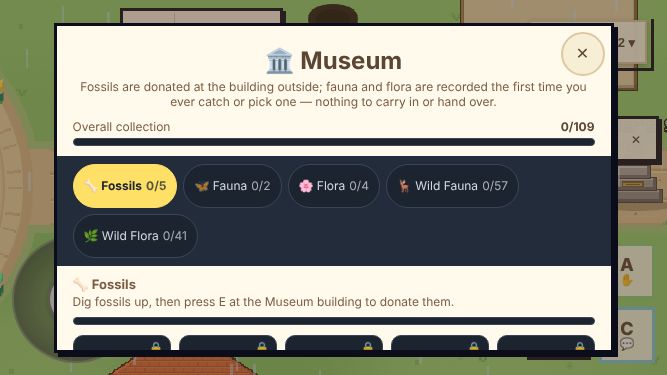 🏛️ Museum
×
Fossils are donated at the building outside; fauna and flora are recorded the first time you
ever catch or pick one — nothing to carry in or hand over.
Overall collection 0/109
Fossils 0/5
Fauna 0/2
Flora 0/4
Wild Fauna 0/57
Wild Flora 0/41
Fossils
Dig fossils up, then press E at the Museum building to donate them.
2 ▾
×
A
C